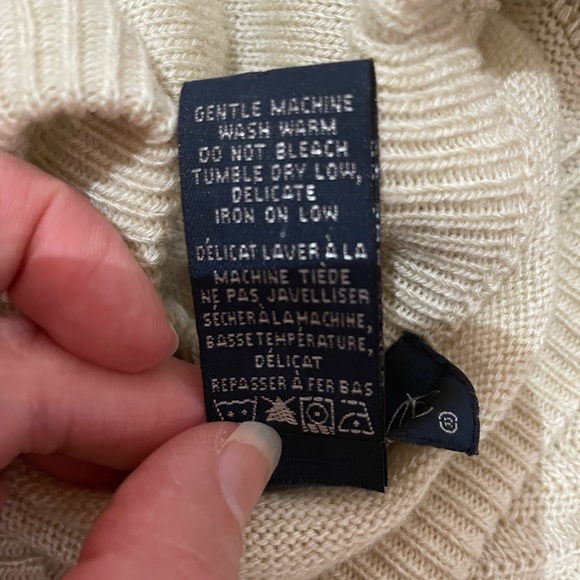 GENTLE MACHINE
WASH WARM
DO NOT BLEACH
TUMBLE DRY LOW,
DELICATE
IRON ON LOW
DÉLICAT LAVER À LA
MACHINE TIÈDE
NE PAS JAVELLISER
SÉCHER À LA MACHINE,
BASSE TEMPÉRATURE,
DÉLICAT
REPASSER À FER BAS
®